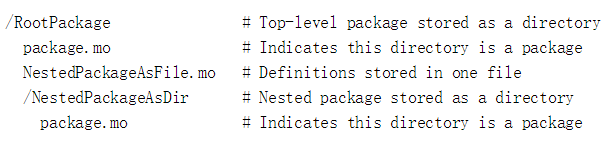 /RootPackage # Top-level package stored as a directory
package.mo # Indicates this directory is a package
NestedPackageAsFile.mo # Definitions stored in one file
/NestedPackageAsDir # Nested package stored as a directory
package.mo # Indicates this directory is a package